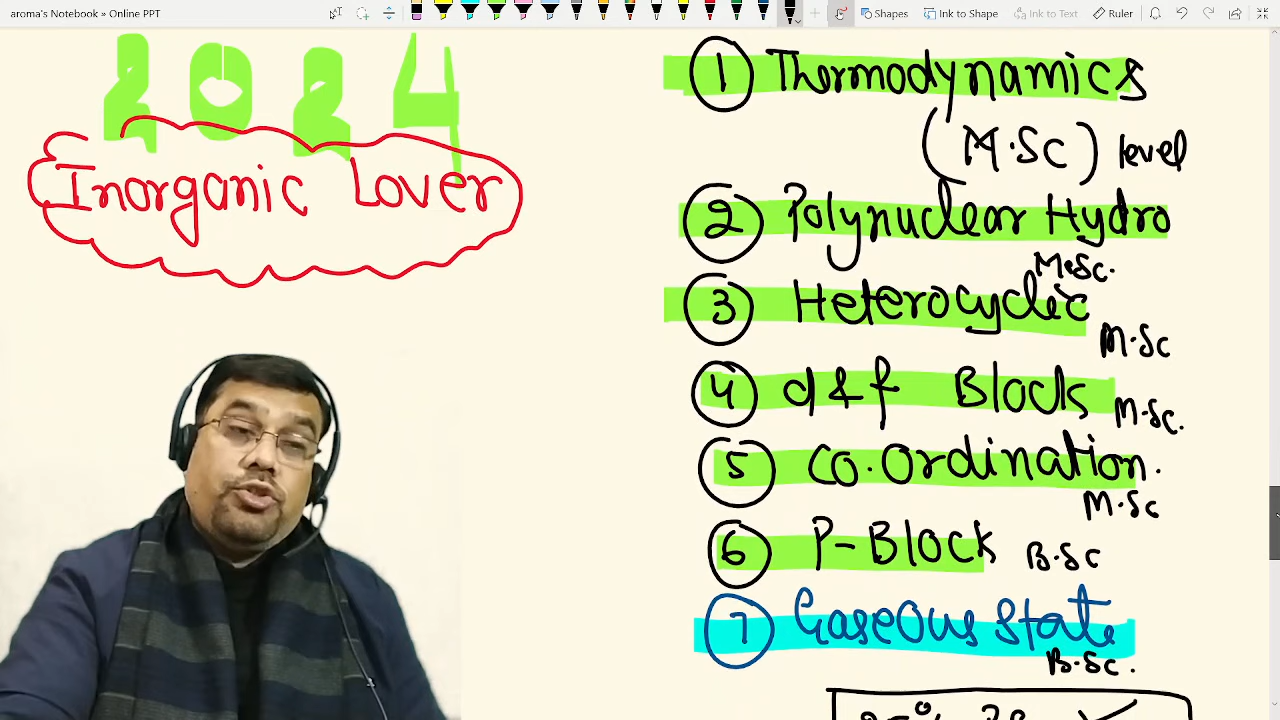 aroma's Notebook » Online PPT
Shapes
Ink to Shape
Ink to Text
Ruler
2024
Inorganic Lover
1 Thermodynamics
(M.Sc) level
2 Polynuclear Hydro
M.Sc.
3 Heterocyclic
M.Sc
4 d & f Block
M.Sc.
5 CO.Ordination.
M.Sc
6 P-Block B.Sc
7 Gaseous State
B.Sc.